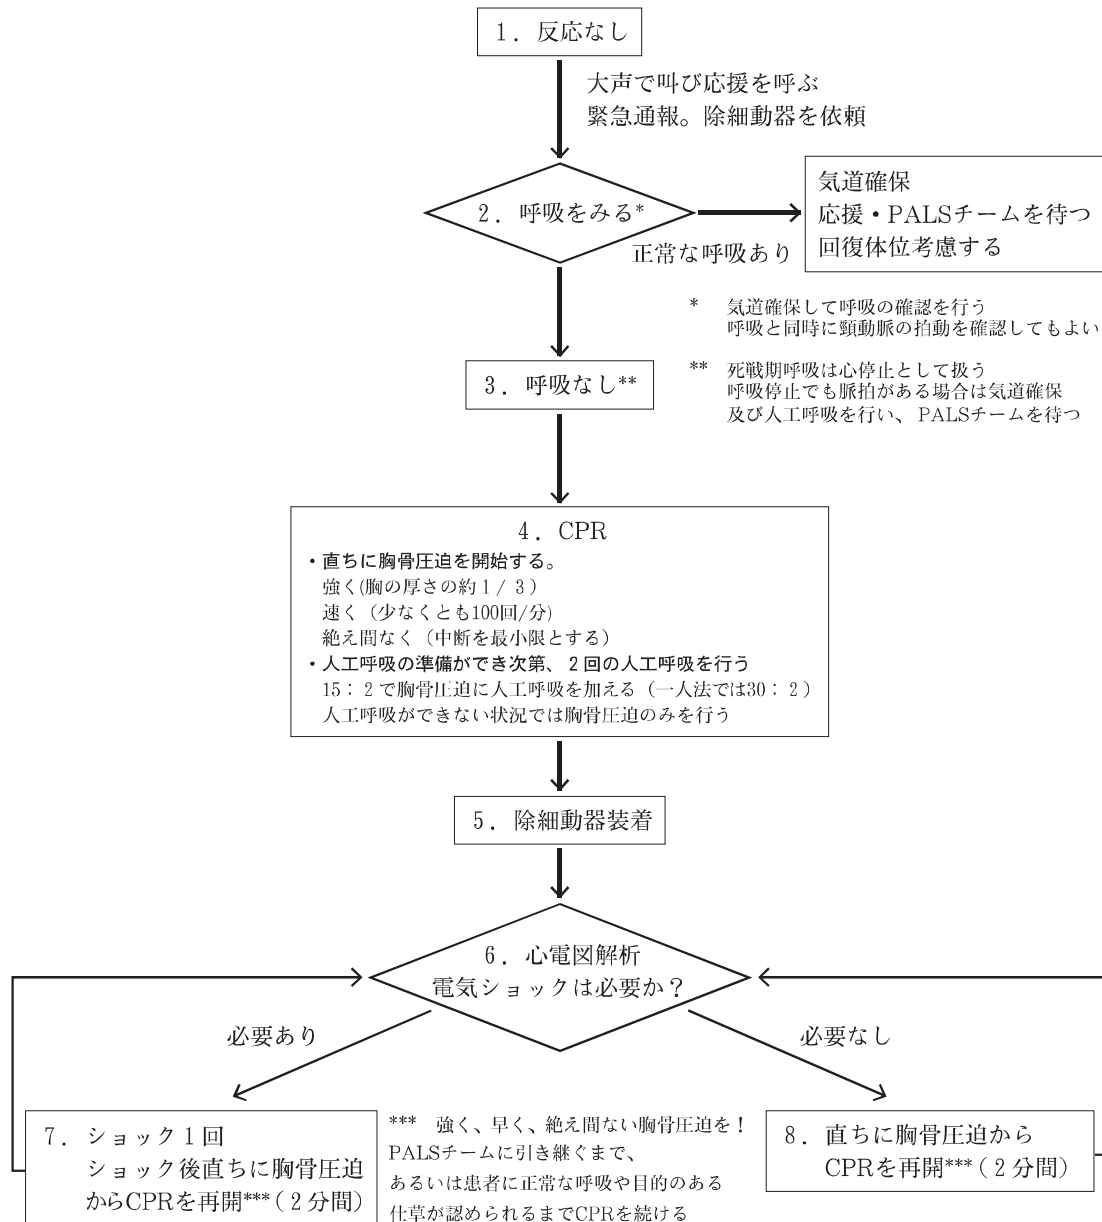 1．反応なし
大声で叫び応援を呼ぶ
緊急通報。除細動器を依頼
2．呼吸をみる*
正常な呼吸あり
気道確保
応援・PALSチームを待つ
回復体位考慮する
* 気道確保して呼吸の確認を行う
呼吸と同時に頸動脈の拍動を確認してもよい
** 死戦期呼吸は心停止として扱う
呼吸停止でも脈拍がある場合は気道確保
及び人工呼吸を行い、PALSチームを待つ
3．呼吸なし**
4．CPR
・直ちに胸骨圧迫を開始する。
強く(胸の厚さの約1/3）
速く（少なくとも100回/分)
絶え間なく（中断を最小限とする）
・人工呼吸の準備ができ次第、2回の人工呼吸を行う
15：2で胸骨圧迫に人工呼吸を加える（一人法では30：2）
人工呼吸ができない状況では胸骨圧迫のみを行う
5．除細動器装着
6．心電図解析
電気ショックは必要か？
必要あり
必要なし
7．ショック1回
ショック後直ちに胸骨圧迫
からCPRを再開***（2分間）
*** 強く、早く、絶え間ない胸骨圧迫を！
PALSチームに引き継ぐまで、
あるいは患者に正常な呼吸や目的のある
仕草が認められるまでCPRを続ける
8．直ちに胸骨圧迫から
CPRを再開***（2分間）